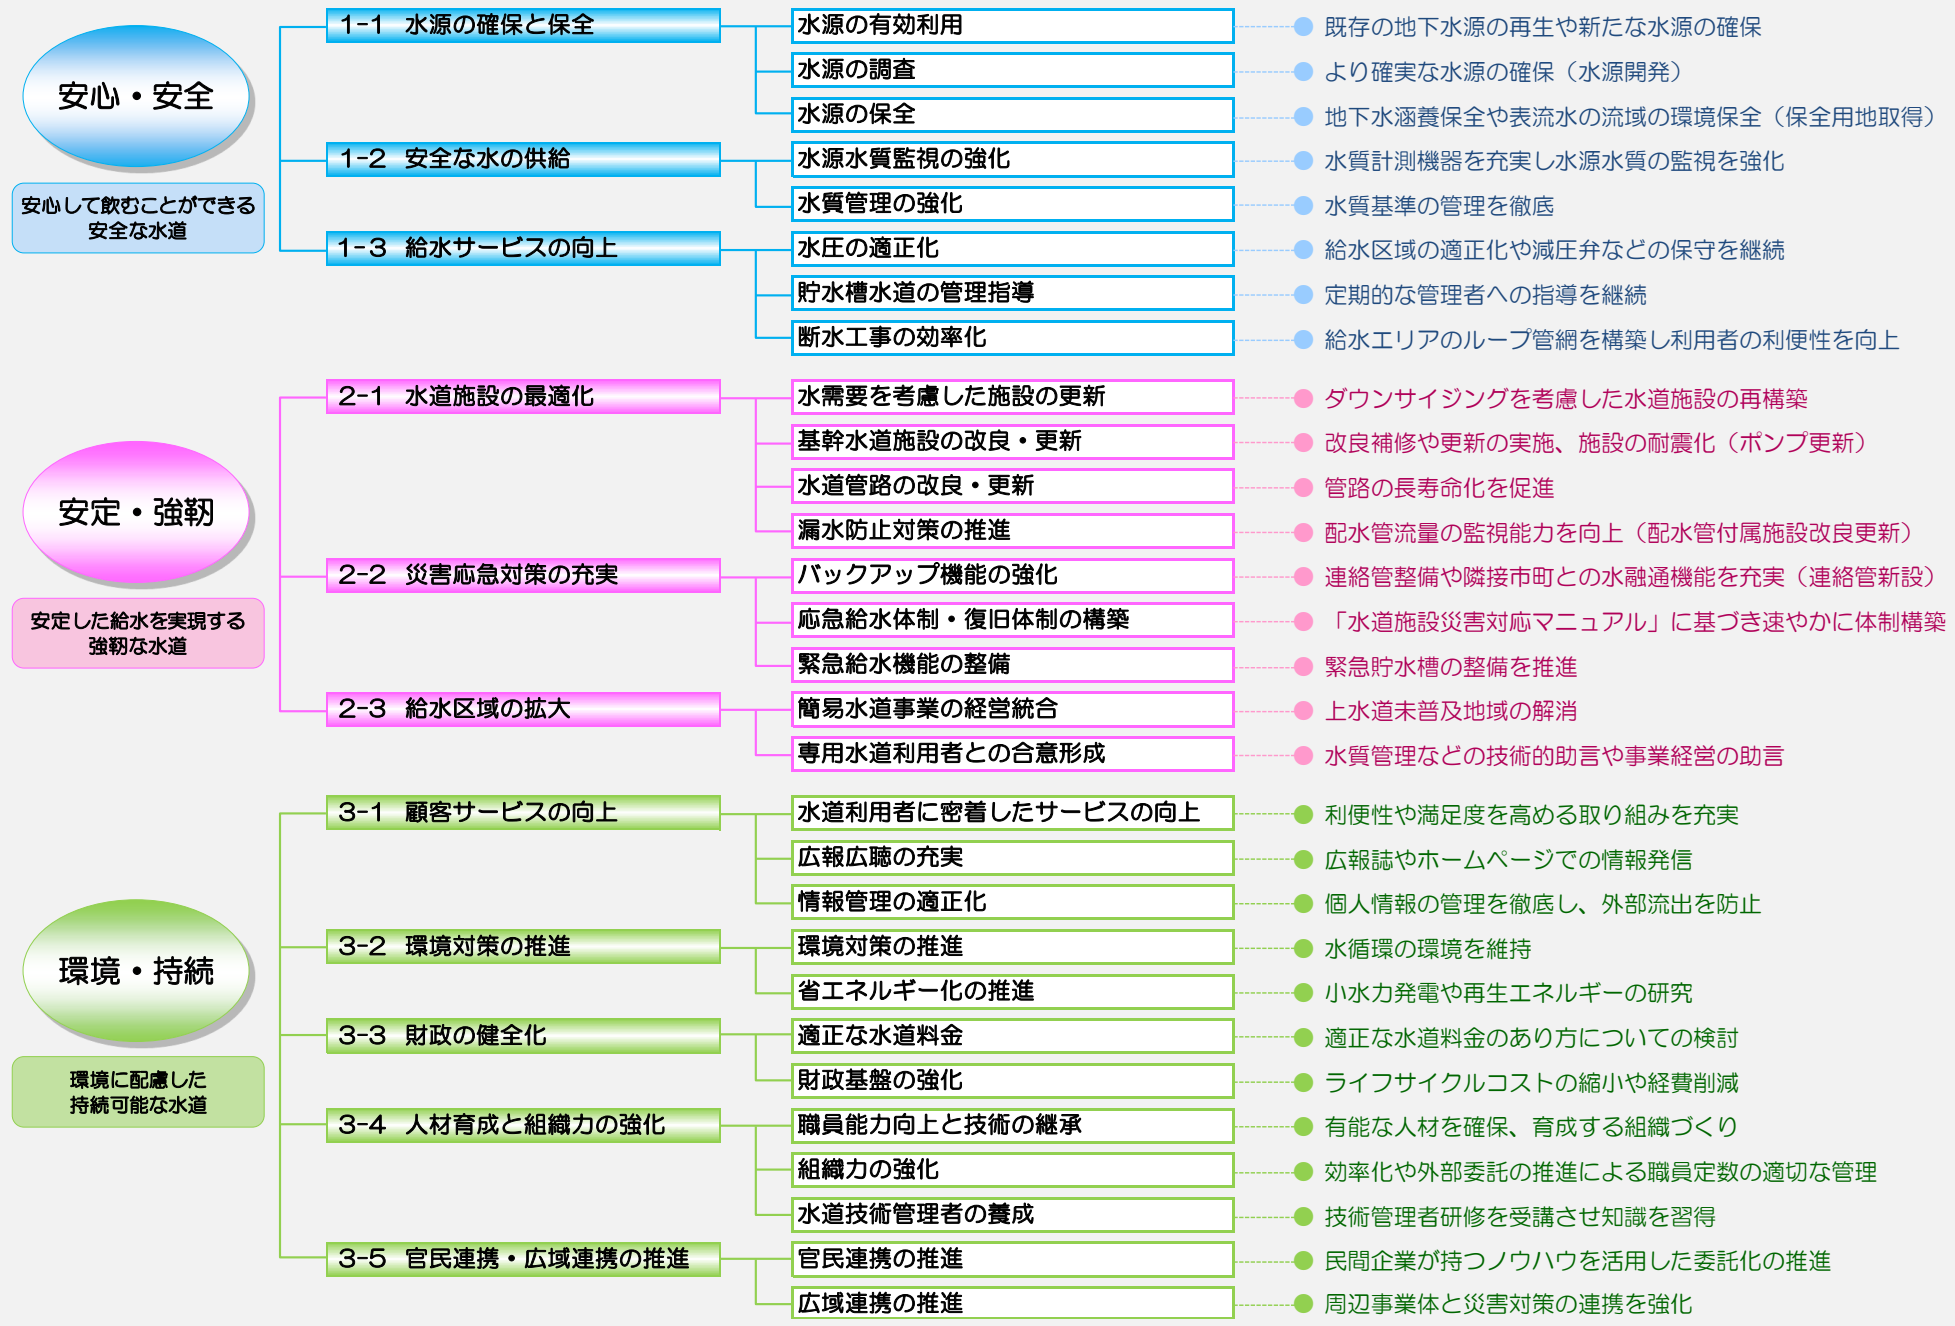 安心・安全
安心して飲むことができる
安全な水道
1-1 水源の確保と保全
水源の有効利用
既存の地下水源の再生や新たな水源の確保
水源の調査
より確実な水源の確保（水源開発）
水源の保全
地下水涵養保全や表流水の流域の環境保全（保全用地取得）
1-2 安全な水の供給
水源水質監視の強化
水質計測機器を充実し水源水質の監視を強化
水質管理の強化
水質基準の管理を徹底
1-3 給水サービスの向上
水圧の適正化
給水区域の適正化や減圧弁などの保守を継続
貯水槽水道の管理指導
定期的な管理者への指導を継続
断水工事の効率化
給水エリアのループ管網を構築し利用者の利便性を向上
安定・強靭
安定した給水を実現する
強靭な水道
2-1 水道施設の最適化
水需要を考慮した施設の更新
ダウンサイジングを考慮した水道施設の再構築
基幹水道施設の改良・更新
改良補修や更新の実施、施設の耐震化（ポンプ更新）
水道管路の改良・更新
管路の長寿命化を促進
漏水防止対策の推進
配水管流量の監視能力を向上（配水管付属施設改良更新）
2-2 災害応急対策の充実
バックアップ機能の強化
連絡管整備や隣接市町との水融通機能を充実（連絡管新設）
応急給水体制・復旧体制の構築
「水道施設災害対応マニュアル」に基づき速やかに体制構築
緊急給水機能の整備
緊急貯水槽の整備を推進
2-3 給水区域の拡大
簡易水道事業の経営統合
上水道未普及地域の解消
専用水道利用者との合意形成
水質管理などの技術的助言や事業経営の助言
環境・持続
環境に配慮した
持続可能な水道
3-1 顧客サービスの向上
水道利用者に密着したサービスの向上
利便性や満足度を高める取り組みを充実
広報広聴の充実
広報誌やホームページでの情報発信
情報管理の適正化
個人情報の管理を徹底し、外部流出を防止
3-2 環境対策の推進
環境対策の推進
水循環の環境を維持
省エネルギー化の推進
小水力発電や再生エネルギーの研究
3-3 財政の健全化
適正な水道料金
適正な水道料金のあり方についての検討
財政基盤の強化
ライフサイクルコストの縮小や経費削減
3-4 人材育成と組織力の強化
職員能力向上と技術の継承
有能な人材を確保、育成する組織づくり
組織力の強化
効率化や外部委託の推進による職員定数の適切な管理
水道技術管理者の養成
技術管理者研修を受講させ知識を習得
3-5 官民連携・広域連携の推進
官民連携の推進
民間企業が持つノウハウを活用した委託化の推進
広域連携の推進
周辺事業体と災害対策の連携を強化